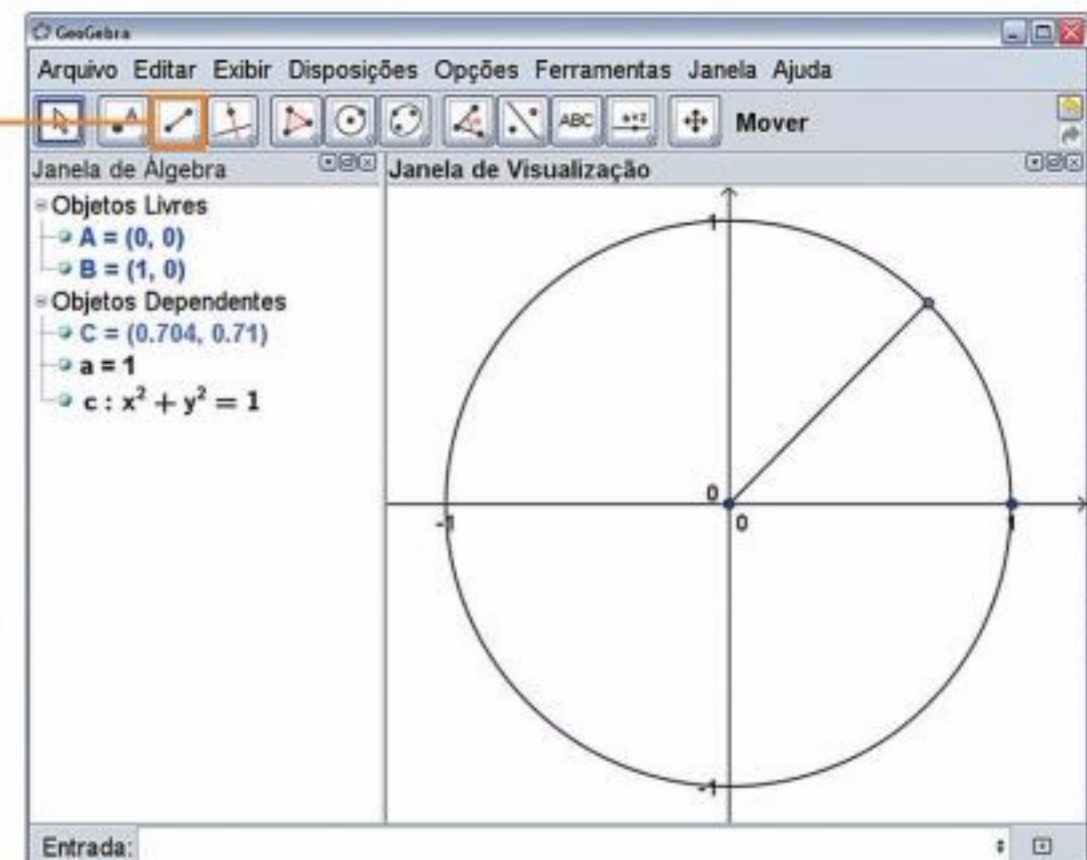 GeoGebra
Arquivo Editar Exibir Disposições Opções Ferramentas Janela Ajuda
A ABC a=2 Mover
Janela de Álgebra
Objetos Livres
A = (0, 0)
B = (1, 0)
Objetos Dependentes
C = (0.704, 0.71)
a = 1
c : x² + y² = 1
Janela de Visualização
1
0
-1 0 1
-1
Entrada: